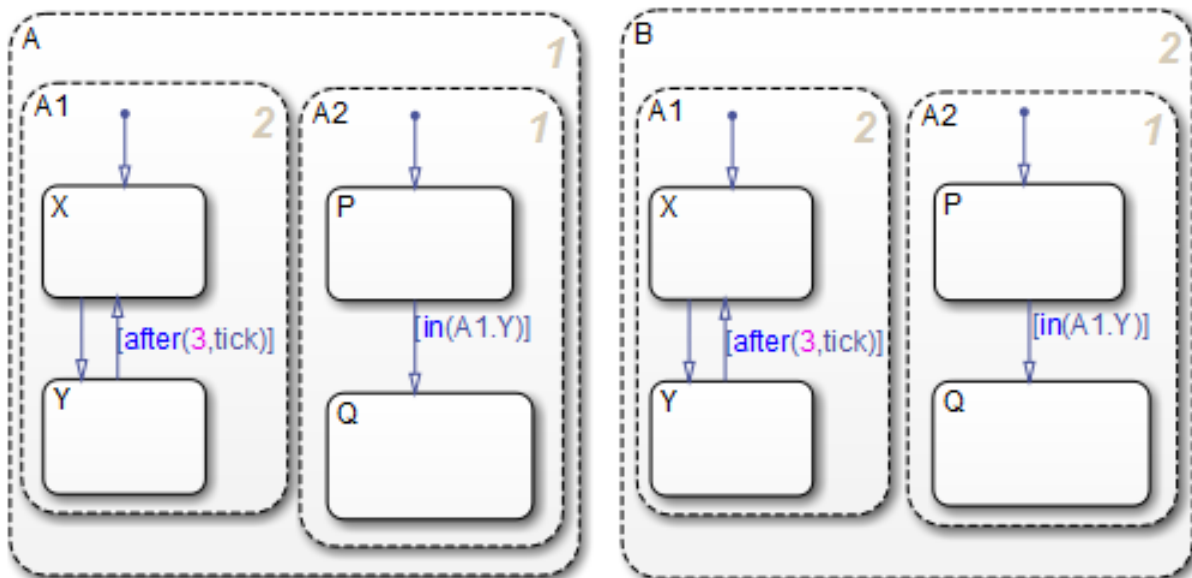 A
1
A1
2
X
[after(3,tick)]
Y
A2
1
P
[in(A1.Y)]
Q
B
2
A1
2
X
[after(3,tick)]
Y
A2
1
P
[in(A1.Y)]
Q